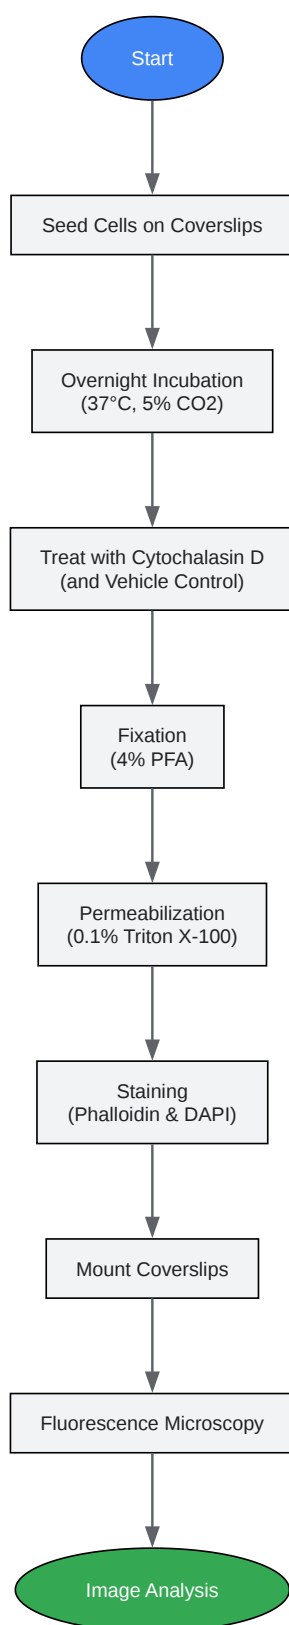 Start
Seed Cells on Coverslips
Overnight Incubation
(37°C, 5% CO2)
Treat with Cytochalasin D
(and Vehicle Control)
Fixation
(4% PFA)
Permeabilization
(0.1% Triton X-100)
Staining
(Phalloidin & DAPI)
Mount Coverslips
Fluorescence Microscopy
Image Analysis